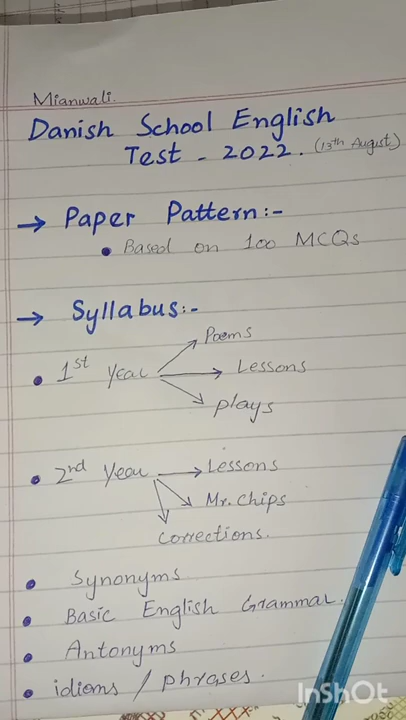 Mianwali.
Danish School English
Test - 2022. (13th August)
→ Paper Pattern:-
• Based on 100 MCQs
→ Syllabus:-
Poems
• 1st Year → Lessons
plays
• 2nd Year → Lessons
Mr. Chips
Corrections.
• Synonyms
• Basic English Grammar.
• Antonyms
• idioms / phrases.
InShOt